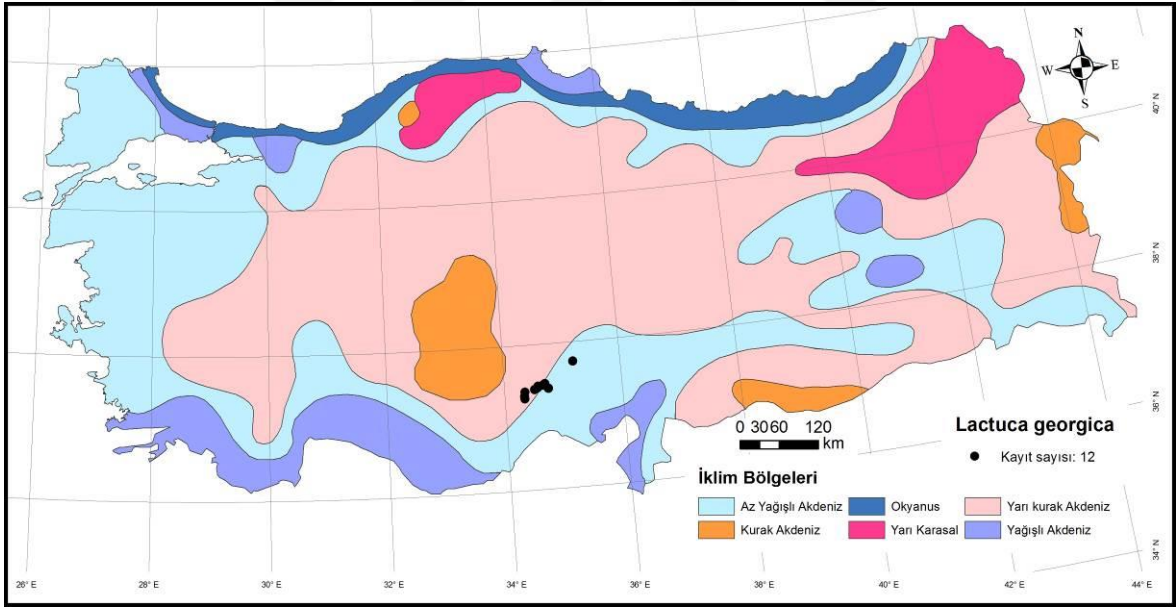 N
W E
S
40° N
38° N
36° N
34° N
0 30 60 120
km
Lactuca georgica
Kayıt sayısı: 12
İklim Bölgeleri
Az Yağışlı Akdeniz Okyanus Yarı kurak Akdeniz
Kurak Akdeniz Yarı Karasal Yağışlı Akdeniz
26° E 28° E 30° E 32° E 34° E 36° E 38° E 40° E 42° E 44° E